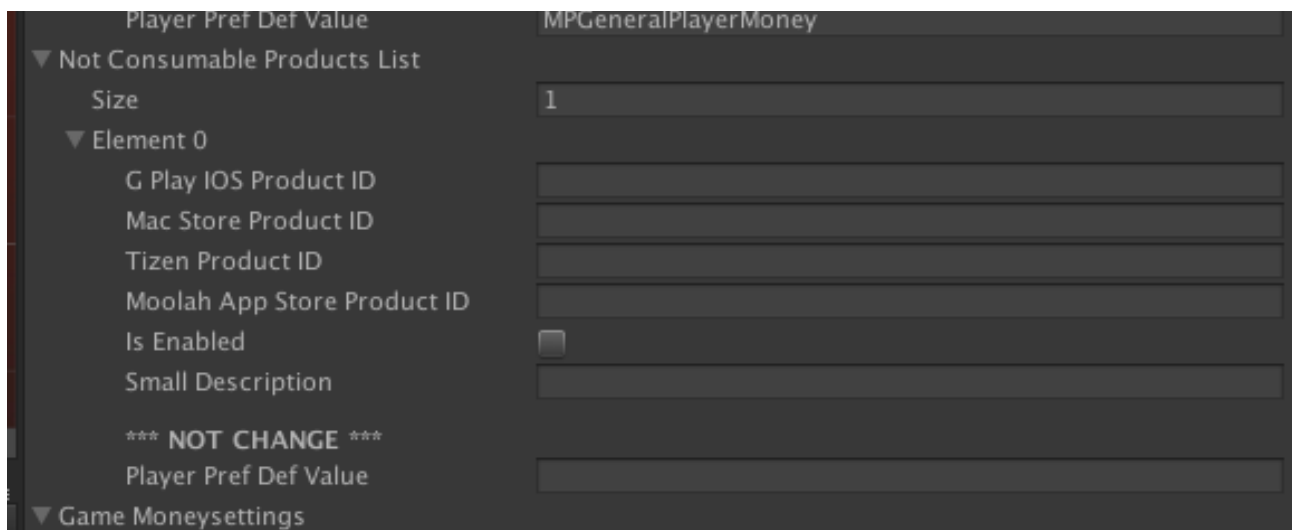 Player Pref Def Value MPGeneralPlayerMoney
Not Consumable Products List
Size 1
Element 0
G Play IOS Product ID
Mac Store Product ID
Tizen Product ID
Moolah App Store Product ID
Is Enabled
Small Description
*** NOT CHANGE ***
Player Pref Def Value
Game Moneysettings